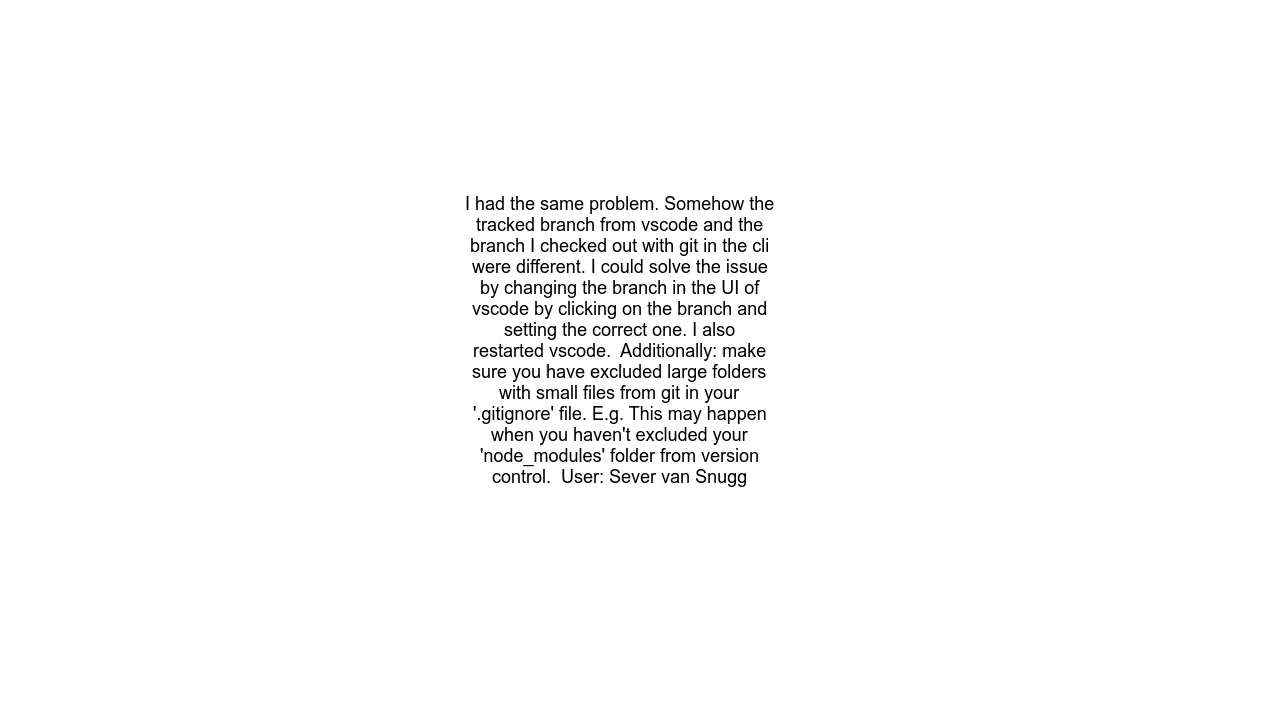 I had the same problem. Somehow the
tracked branch from vscode and the
branch I checked out with git in the cli
were different. I could solve the issue
by changing the branch in the UI of
vscode by clicking on the branch and
setting the correct one. I also
restarted vscode.  Additionally: make
sure you have excluded large folders
with small files from git in your
'.gitignore' file. E.g. This may happen
when you haven't excluded your
'node_modules' folder from version
control.  User: Sever van Snugg